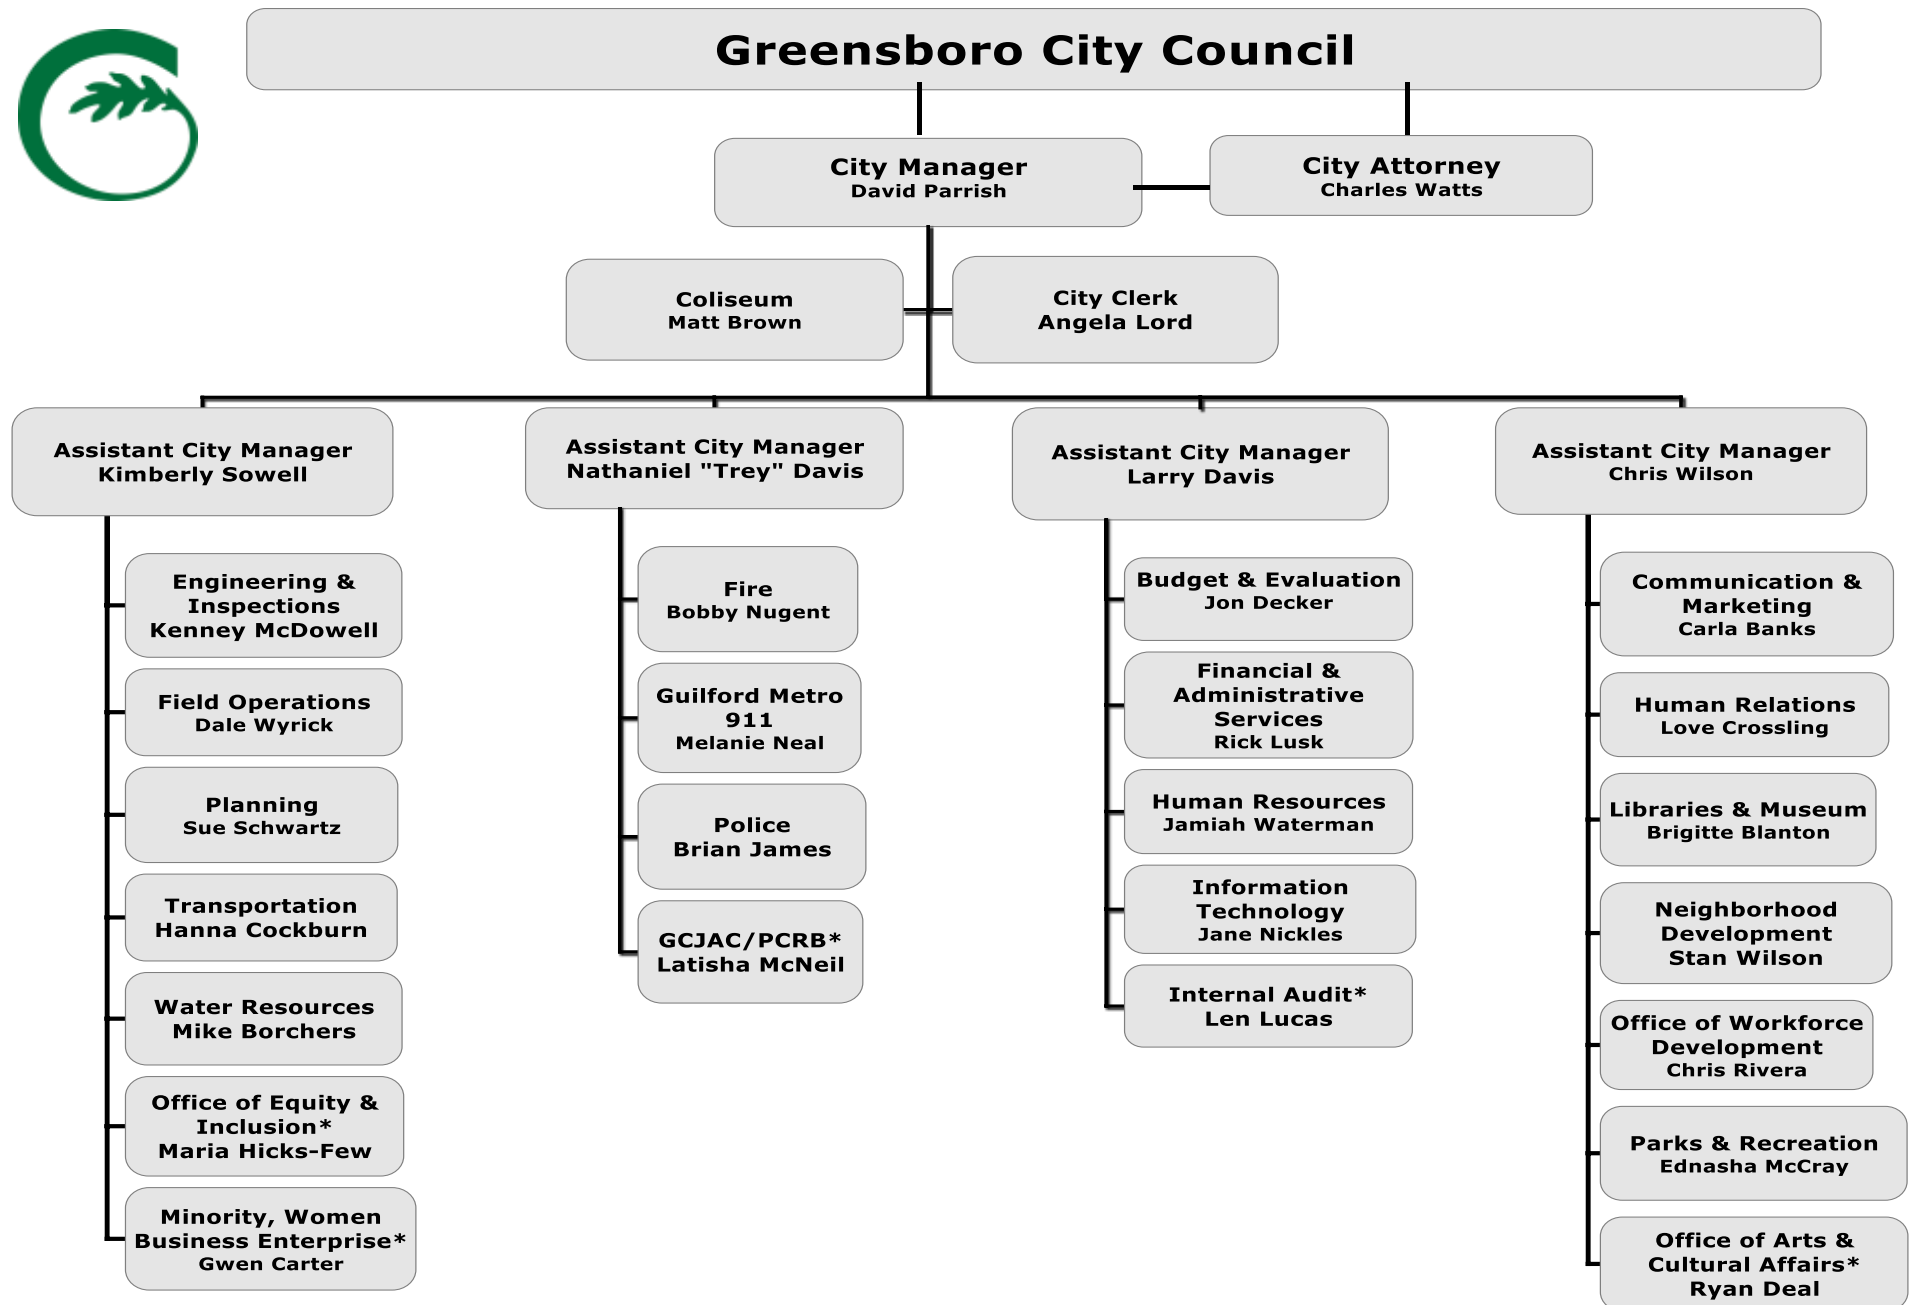 Greensboro City Council
City Manager
David Parrish
City Attorney
Charles Watts
Coliseum
Matt Brown
City Clerk
Angela Lord
Assistant City Manager
Kimberly Sowell
Engineering &
Inspections
Kenney McDowell
Field Operations
Dale Wyrick
Planning
Sue Schwartz
Transportation
Hanna Cockburn
Water Resources
Mike Borchers
Office of Equity &
Inclusion*
Maria Hicks-Few
Minority, Women
Business Enterprise*
Gwen Carter
Assistant City Manager
Nathaniel "Trey" Davis
Fire
Bobby Nugent
Guilford Metro
911
Melanie Neal
Police
Brian James
GCJAC/PCRB*
Latisha McNeil
Assistant City Manager
Larry Davis
Budget & Evaluation
Jon Decker
Financial &
Administrative
Services
Rick Lusk
Human Resources
Jamiah Waterman
Information
Technology
Jane Nickles
Internal Audit*
Len Lucas
Assistant City Manager
Chris Wilson
Communication &
Marketing
Carla Banks
Human Relations
Love Crossling
Libraries & Museum
Brigitte Blanton
Neighborhood
Development
Stan Wilson
Office of Workforce
Development
Chris Rivera
Parks & Recreation
Ednasha McCray
Office of Arts &
Cultural Affairs*
Ryan Deal